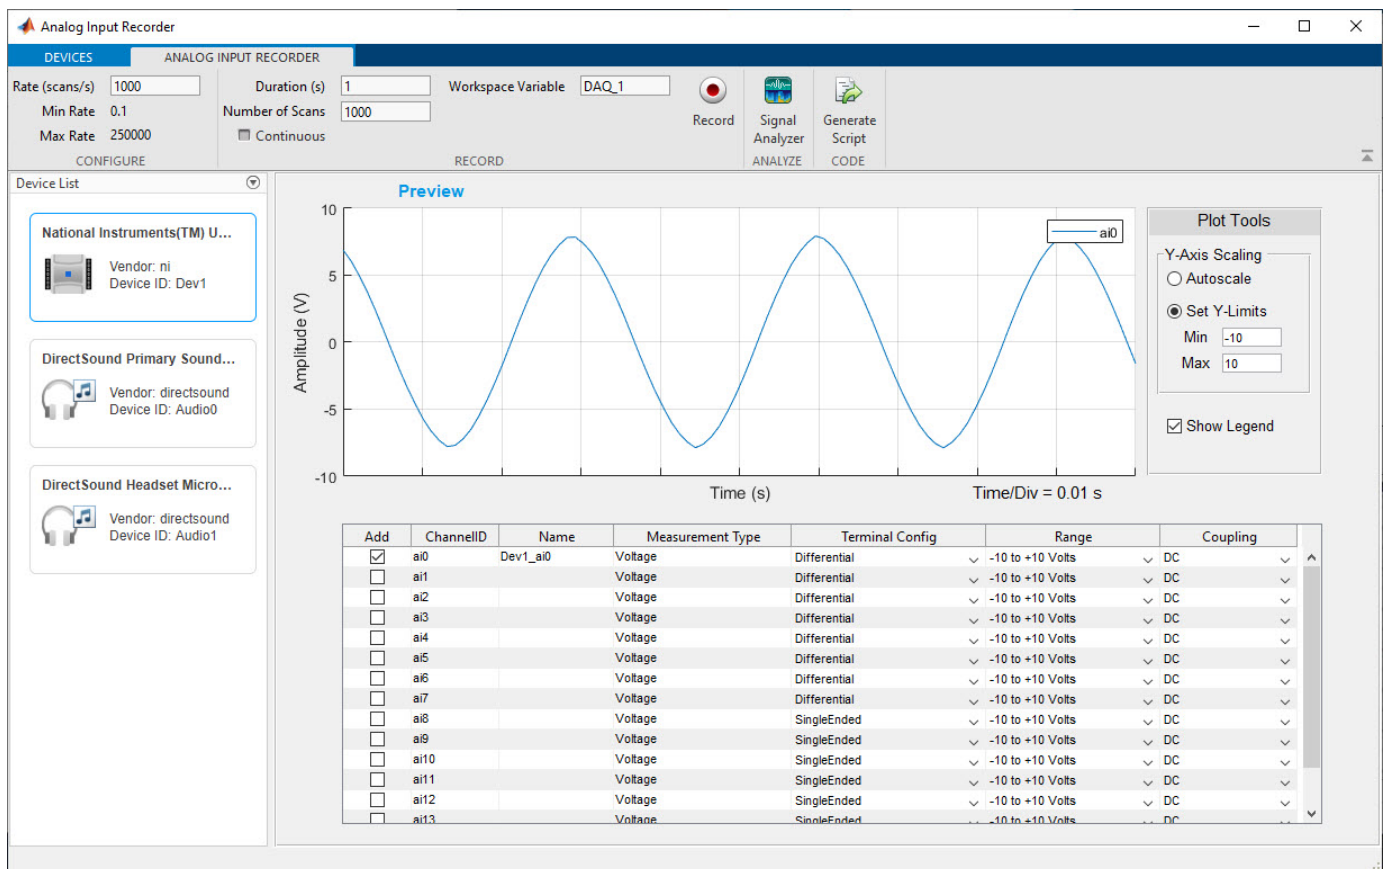 Analog Input Recorder
DEVICES ANALOG INPUT RECORDER
Rate (scans/s) 1000 Duration (s) 1 Workspace Variable DAQ_1
Min Rate 0.1 Number of Scans 1000
Max Rate 250000 Continuous
Record Signal Analyzer Generate Script
CONFIGURE RECORD ANALYZE CODE
Device List
National Instruments(TM) U...
Vendor: ni
Device ID: Dev1
DirectSound Primary Sound...
Vendor: directsound
Device ID: Audio0
DirectSound Headset Micro...
Vendor: directsound
Device ID: Audio1
Preview
10
5
0
-5
-10
Amplitude (V)
ai0
Time (s) Time/Div = 0.01 s
Plot Tools
Y-Axis Scaling
Autoscale
Set Y-Limits
Min -10
Max 10
Show Legend
Add ChannelID Name Measurement Type Terminal Config Range Coupling
ai0 Dev1_ai0 Voltage Differential -10 to +10 Volts DC
ai1 Voltage Differential -10 to +10 Volts DC
ai2 Voltage Differential -10 to +10 Volts DC
ai3 Voltage Differential -10 to +10 Volts DC
ai4 Voltage Differential -10 to +10 Volts DC
ai5 Voltage Differential -10 to +10 Volts DC
ai6 Voltage Differential -10 to +10 Volts DC
ai7 Voltage Differential -10 to +10 Volts DC
ai8 Voltage SingleEnded -10 to +10 Volts DC
ai9 Voltage SingleEnded -10 to +10 Volts DC
ai10 Voltage SingleEnded -10 to +10 Volts DC
ai11 Voltage SingleEnded -10 to +10 Volts DC
ai12 Voltage SingleEnded -10 to +10 Volts DC
ai13 Voltage SingleEnded -10 to +10 Volts DC